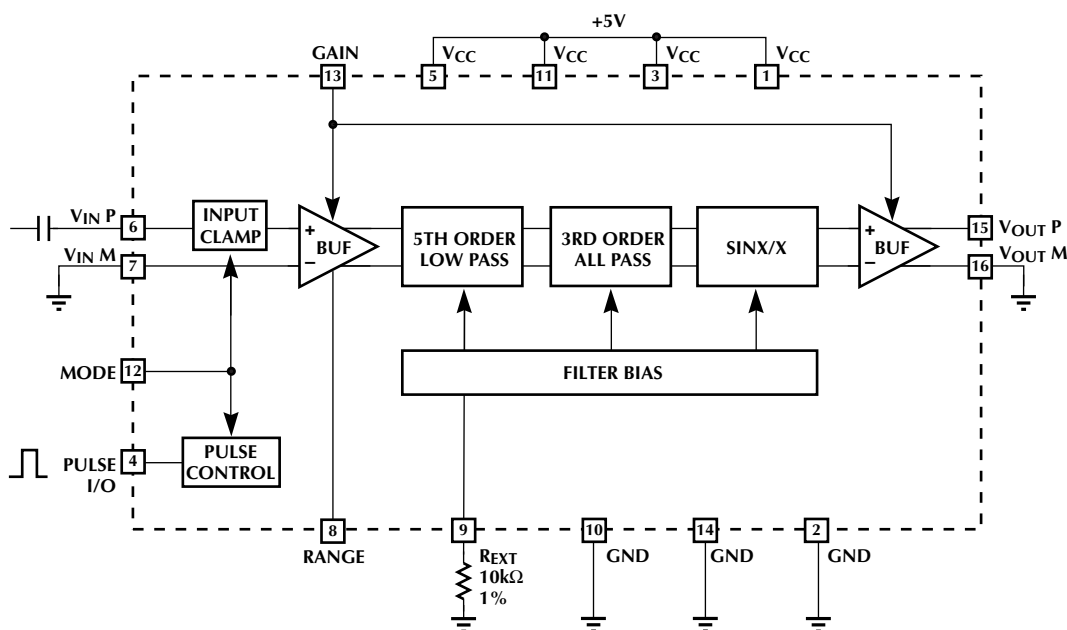 +5V
GAIN
VCC
VCC
VCC
VCC
13
5
11
3
1
VIN P
6
INPUT
CLAMP
+
BUF
–
5TH ORDER
LOW PASS
3RD ORDER
ALL PASS
SINX/X
+
BUF
–
15
VOUT P
VIN M
7
16
VOUT M
MODE
12
FILTER BIAS
PULSE
I/O
4
PULSE
CONTROL
8
9
10
14
2
RANGE
REXT
10kΩ
1%
GND
GND
GND